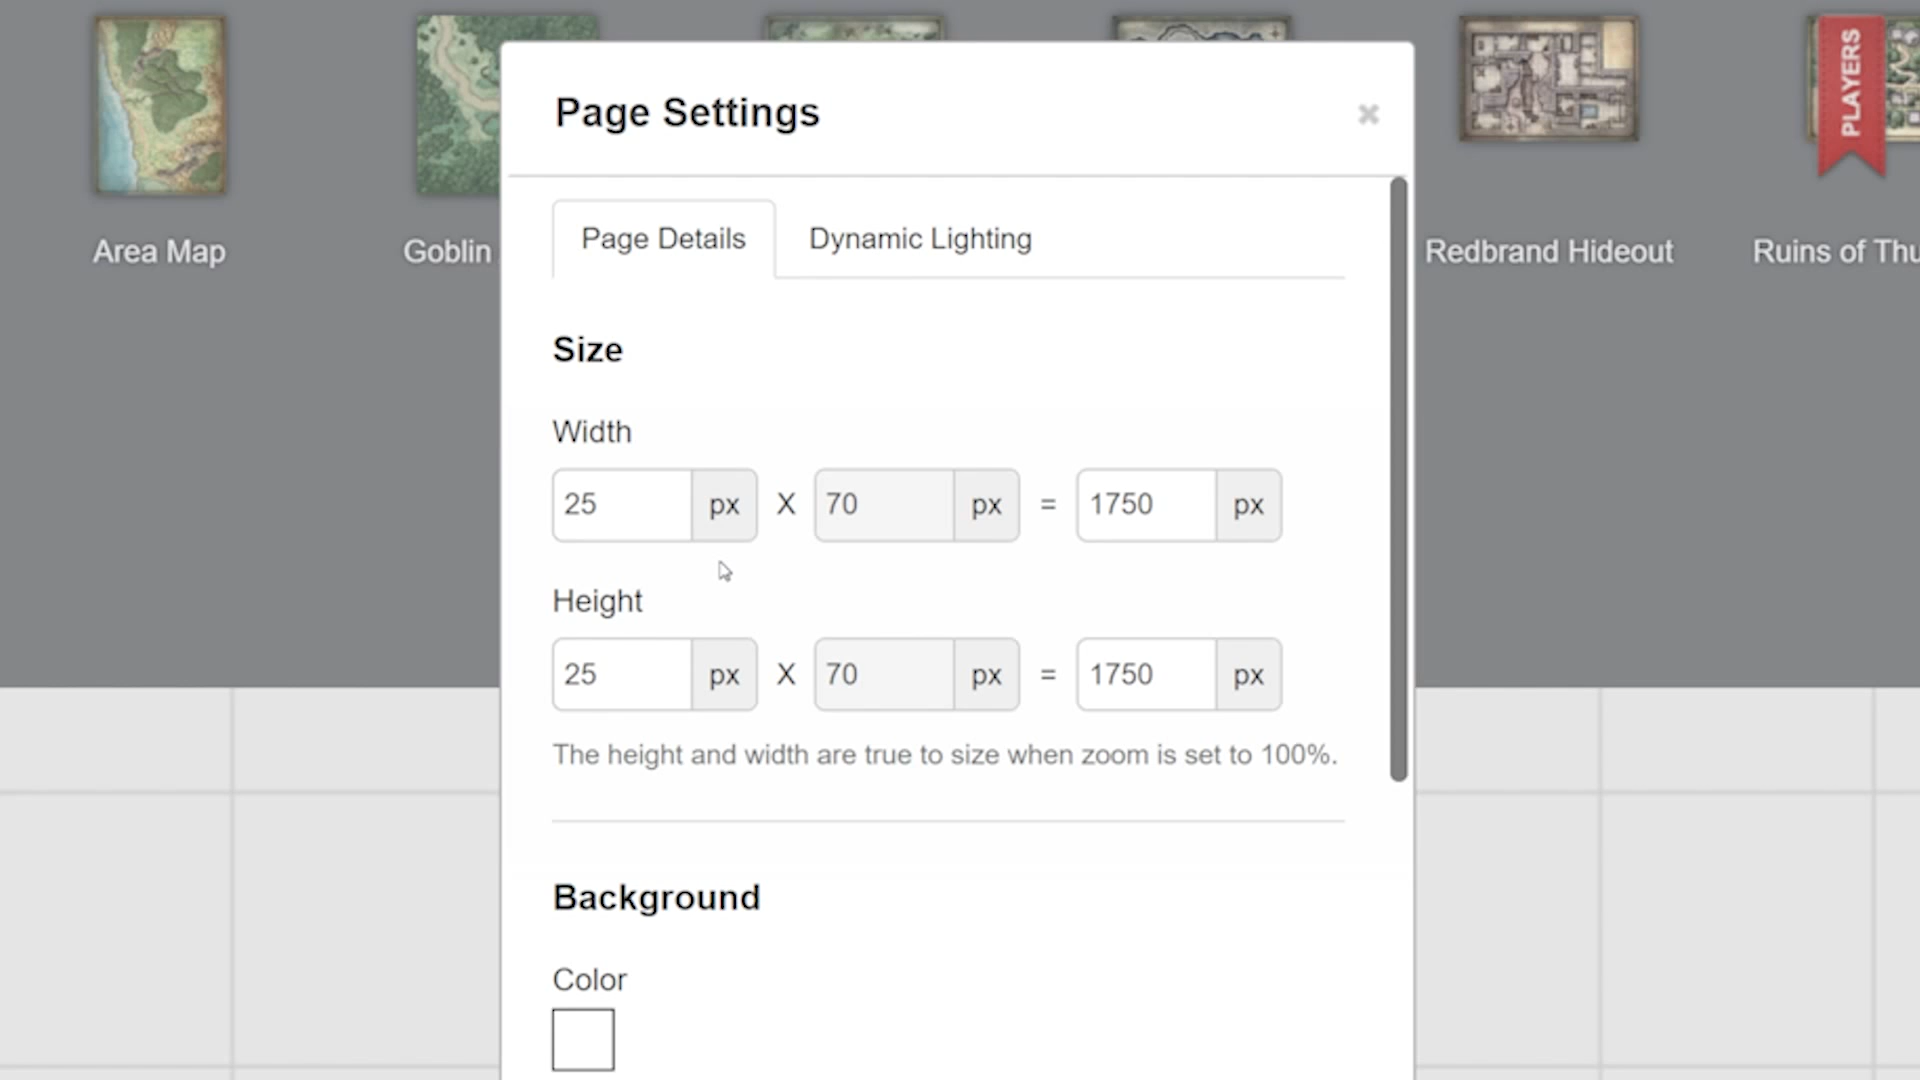 PLAYERS
Page Settings
×
Area Map
Goblin
Redbrand Hideout
Ruins of Thu
Page Details
Dynamic Lighting
Size
Width
25 px X 70 px = 1750 px
Height
25 px X 70 px = 1750 px
The height and width are true to size when zoom is set to 100%.
Background
Color